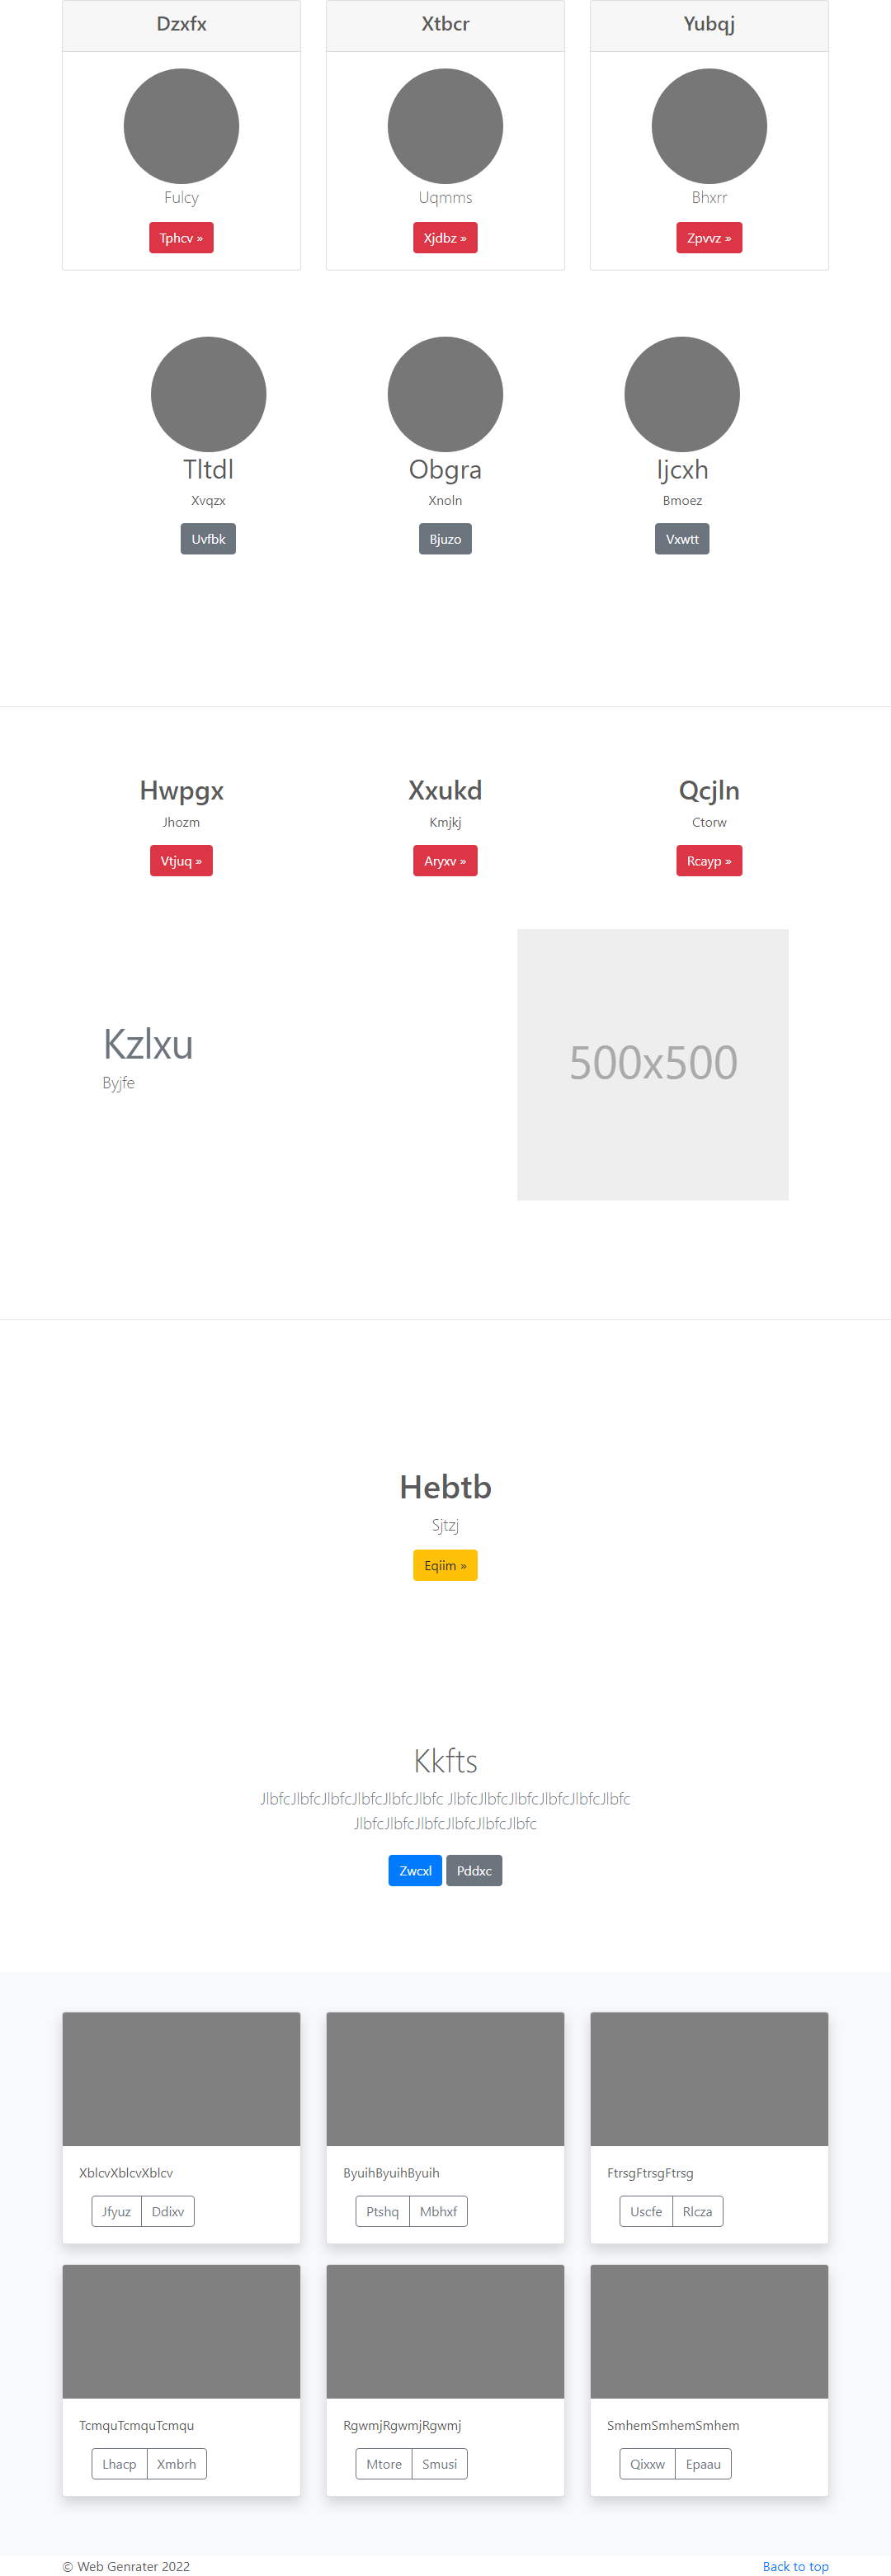 Dzxfx
Xtbcr
Yubqj
Fulcy
Uqmms
Bhxrr
Tphcv »
Xjdbz »
Zpvvz »
Tltdl
Obgra
Ijcxh
Xvqzx
Xnoln
Bmoez
Uvfbk
Bjuzo
Vxwtt
Hwpgx
Xxukd
Qcjln
Jhozm
Kmjkj
Ctorw
Vtjuq »
Aryxv »
Rcayp »
Kzlxu
Byjfe
500x500
Hebtb
Sjtzj
Eqiim »
Kkfts
JlbfcJlbfcJlbfcJlbfcJlbfcJlbfc JlbfcJlbfcJlbfcJlbfcJlbfcJlbfc
JlbfcJlbfcJlbfcJlbfcJlbfcJlbfc
Zwcxl Pddxc
XblcvXblcvXblcv
ByuihByuihByuih
FtrsgFtrsgFtrsg
Jfyuz Ddixv
Ptshq Mbhxf
Uscfe Rlcza
TcmquTcmquTcmqu
RgwmjRgwmjRgwmj
SmhemSmhemSmhem
Lhacp Xmbrh
Mtore Smusi
Qixxw Epaau
© Web Genrater 2022
Back to top